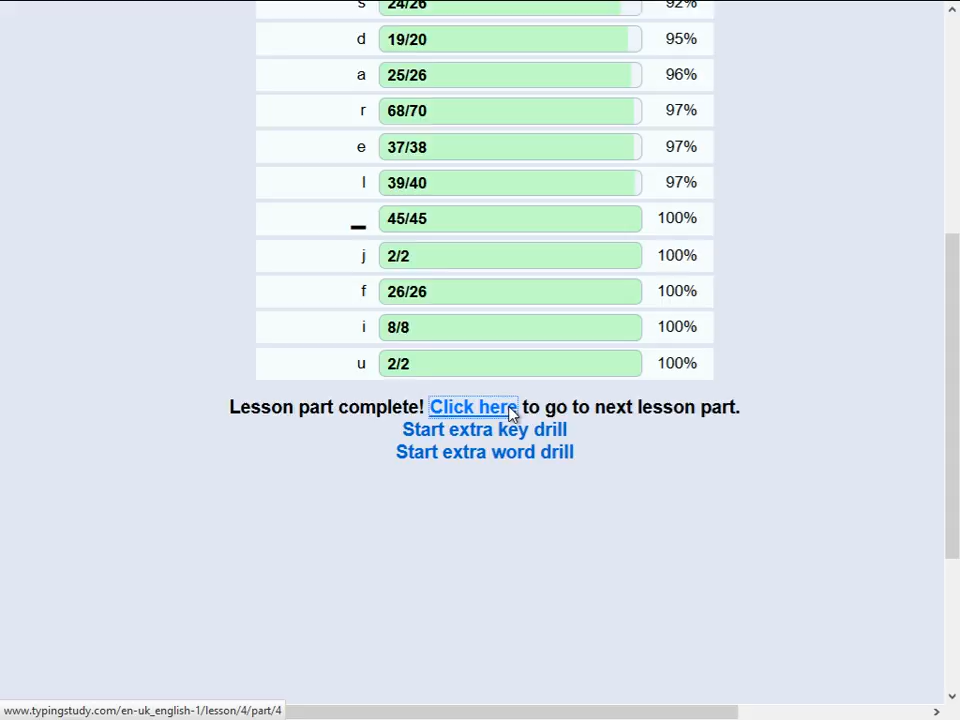 s 24/26 92%
d 19/20 95%
a 25/26 96%
r 68/70 97%
e 37/38 97%
l 39/40 97%
_ 45/45 100%
j 2/2 100%
f 26/26 100%
i 8/8 100%
u 2/2 100%
Lesson part complete! Click here to go to next lesson part.
Start extra key drill
Start extra word drill
www.typingstudy.com/en-uk_english-1/lesson/4/part/4